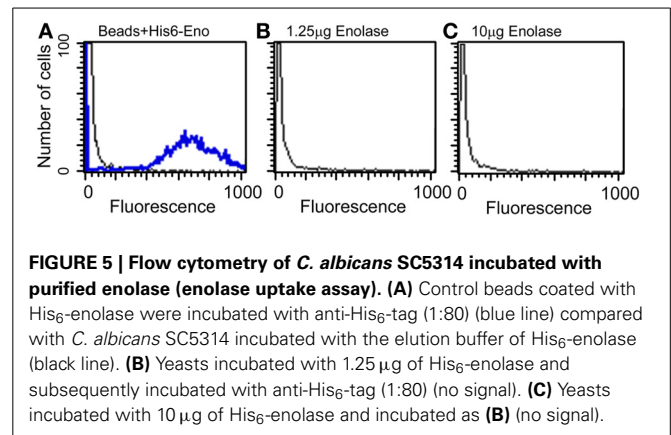 A Beads+His6-Eno
B 1.25µg Enolase
C 10µg Enolase
Number of cells
100
0
0 1000
Fluorescence
0 1000
Fluorescence
0 1000
Fluorescence
FIGURE 5 | Flow cytometry of C. albicans SC5314 incubated with
purified enolase (enolase uptake assay). (A) Control beads coated with
His₆-enolase were incubated with anti-His₆-tag (1:80) (blue line) compared
with C. albicans SC5314 incubated with the elution buffer of His₆-enolase
(black line). (B) Yeasts incubated with 1.25 µg of His₆-enolase and
subsequently incubated with anti-His₆-tag (1:80) (no signal). (C) Yeasts
incubated with 10 µg of His₆-enolase and incubated as (B) (no signal).